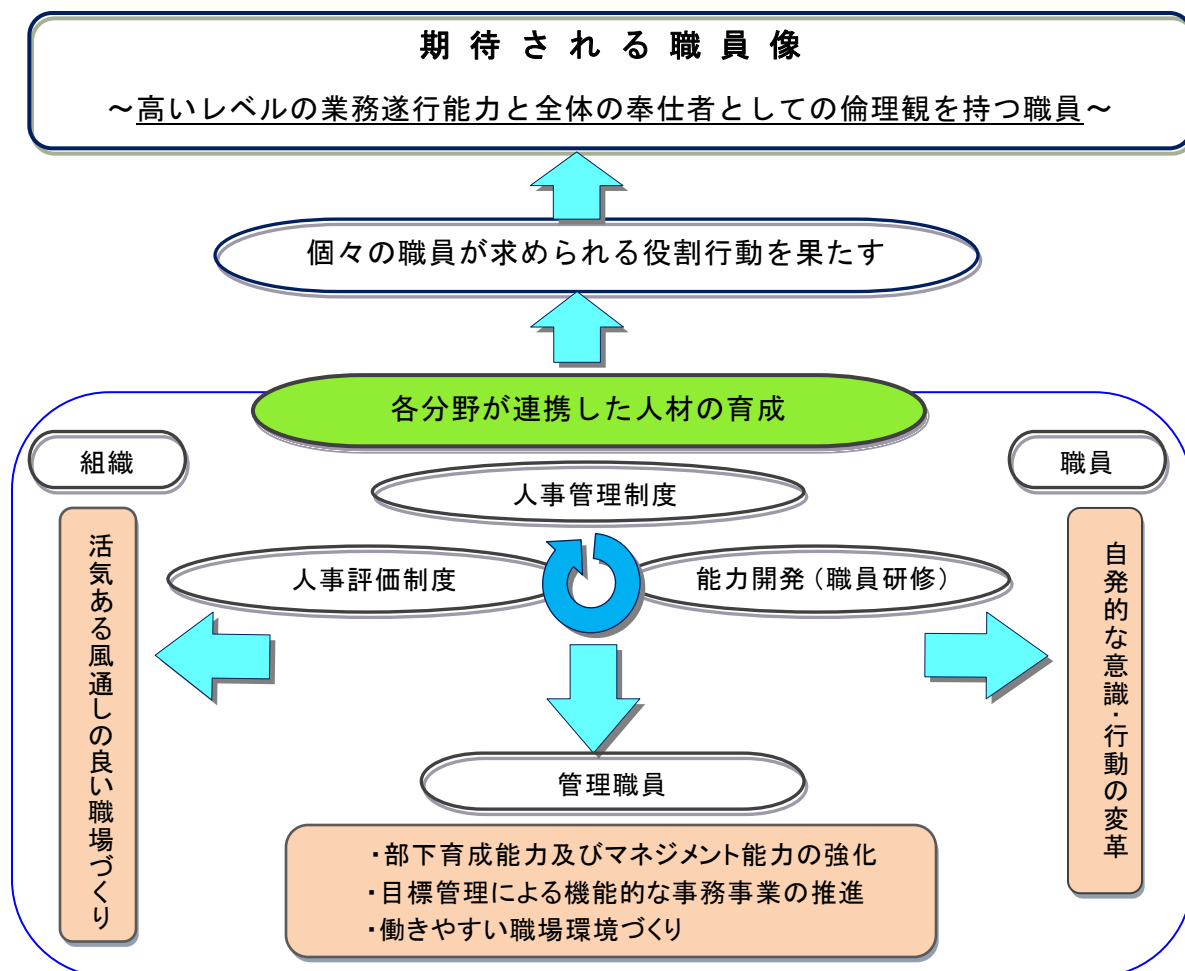 期待される職員像
～高いレベルの業務遂行能力と全体の奉仕者としての倫理観を持つ職員～
個々の職員が求められる役割行動を果たす
各分野が連携した人材の育成
組織
職員
人事管理制度
人事評価制度
能力開発（職員研修）
活気ある風通しの良い職場づくり
自発的な意識・行動の変革
管理職員
・部下育成能力及びマネジメント能力の強化
・目標管理による機能的な事務事業の推進
・働きやすい職場環境づくり